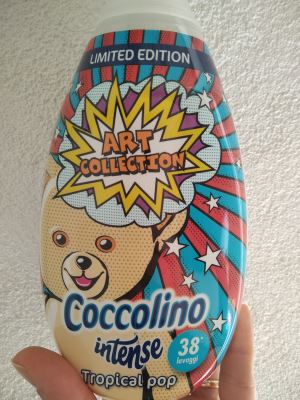 LIMITED EDITION
ART
COLLECTION
Coccolino
intense
38*
lavaggi
Tropical pop